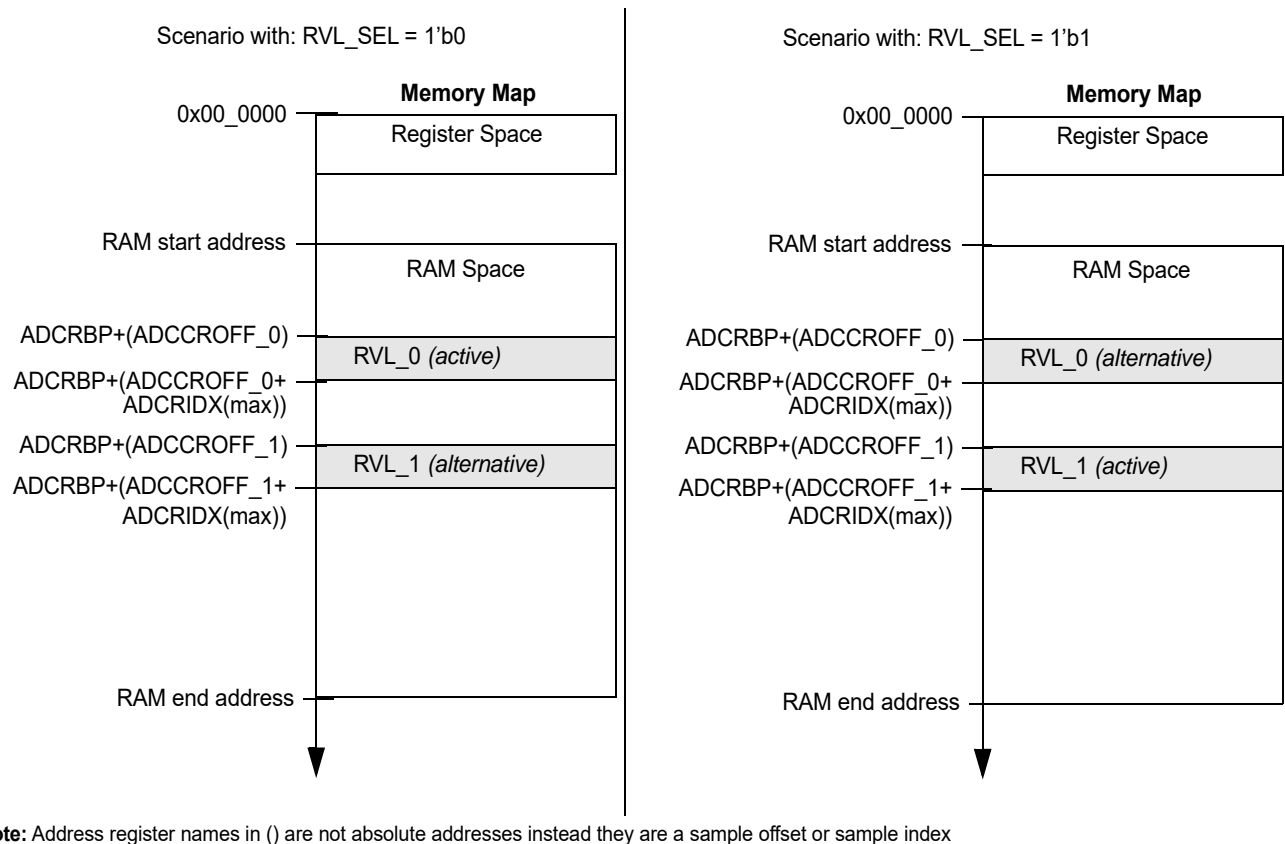 Scenario with: RVL_SEL = 1’b0
Memory Map
0x00_0000
Register Space
RAM start address
RAM Space
ADCRBP+(ADCCROFF_0)
RVL_0 (active)
ADCRBP+(ADCCROFF_0+
ADCRIDX(max))
ADCRBP+(ADCCROFF_1)
RVL_1 (alternative)
ADCRBP+(ADCCROFF_1+
ADCRIDX(max))
RAM end address
Scenario with: RVL_SEL = 1’b1
Memory Map
0x00_0000
Register Space
RAM start address
RAM Space
ADCRBP+(ADCCROFF_0)
RVL_0 (alternative)
ADCRBP+(ADCCROFF_0+
ADCRIDX(max))
ADCRBP+(ADCCROFF_1)
RVL_1 (active)
ADCRBP+(ADCCROFF_1+
ADCRIDX(max))
RAM end address
ote: Address register names in () are not absolute addresses instead they are a sample offset or sample index